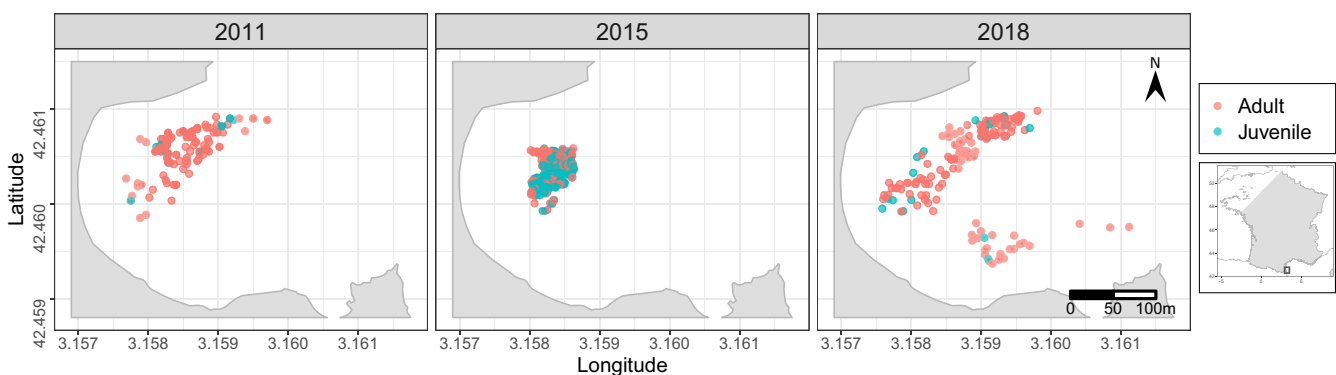 2011
2015
2018
N
42.461
42.460
42.459
Latitude
0 50 100m
3.157 3.158 3.159 3.160 3.161
3.157 3.158 3.159 3.160 3.161
3.157 3.158 3.159 3.160 3.161
Longitude
Adult
Juvenile